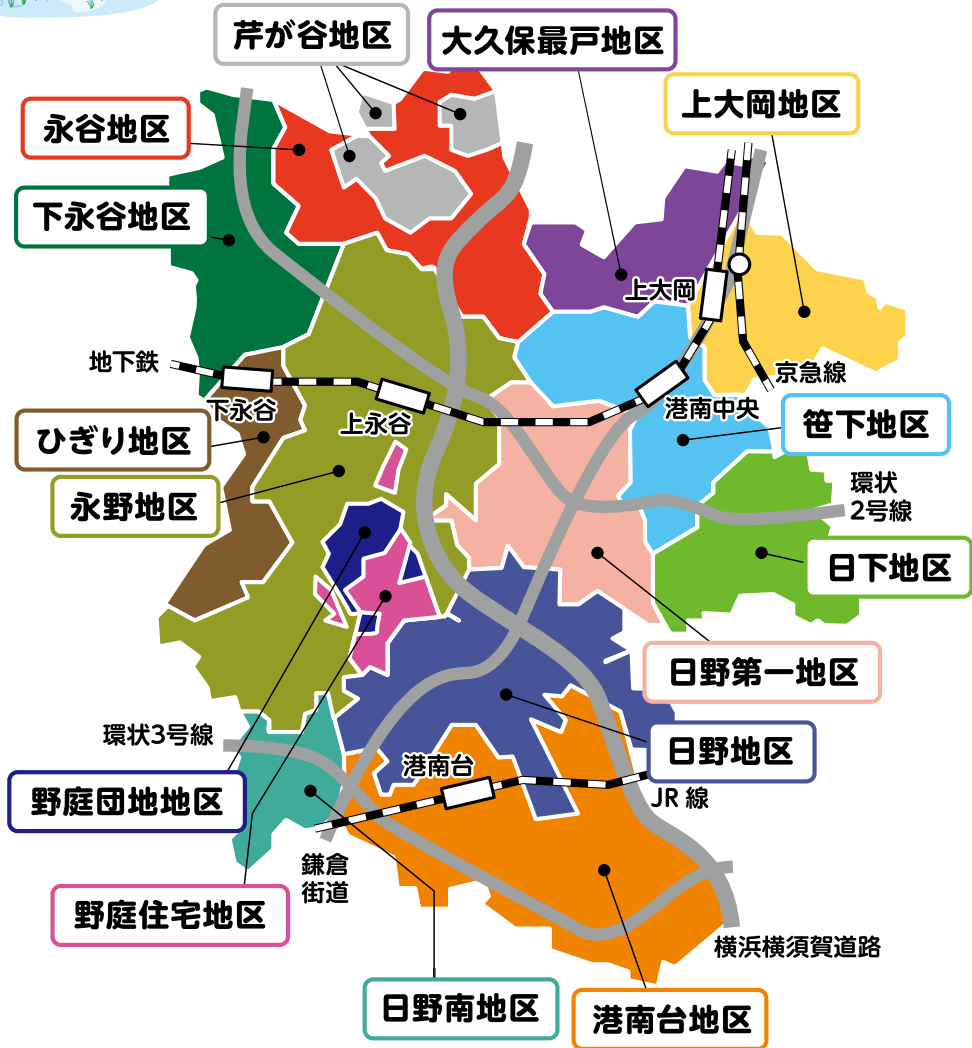 芹が谷地区
大久保最戸地区
上大岡地区
永谷地区
下永谷地区
上大岡
地下鉄
京急線
下永谷
上永谷
港南中央
ひぎり地区
笹下地区
永野地区
環状
2号線
日下地区
日野第一地区
環状3号線
日野地区
港南台
野庭団地地区
JR 線
鎌倉
街道
野庭住宅地区
横浜横須賀道路
日野南地区
港南台地区